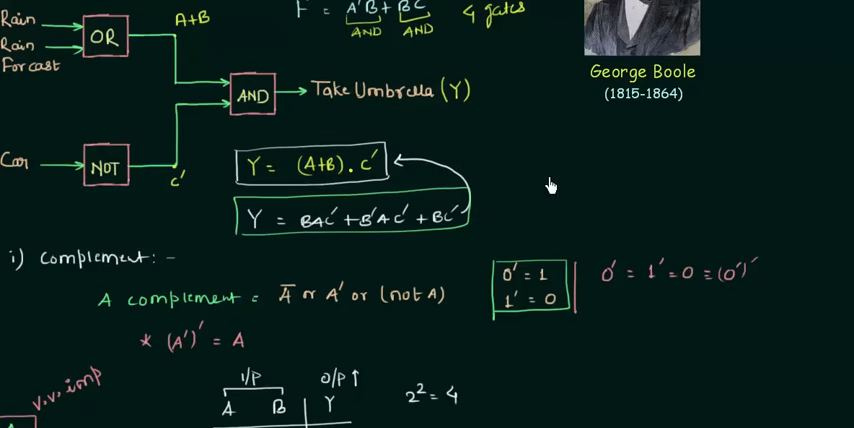 Rain
OR
A+B
Rain
Forcast
F = A'B + BC 4 gates
AND AND
George Boole
(1815-1864)
AND
Take Umbrella (Y)
Car
NOT
C'
Y = (A+B) . C'
Y = BAC' + B'AC' + BC'
i) Complement: -
A complement = A̅ or A' or (not A)
0' = 1
1' = 0
0' = 1' = 0 = (0')'
* (A')' = A
v.v.imp
I/P O/P ↑
A B Y
2² = 4